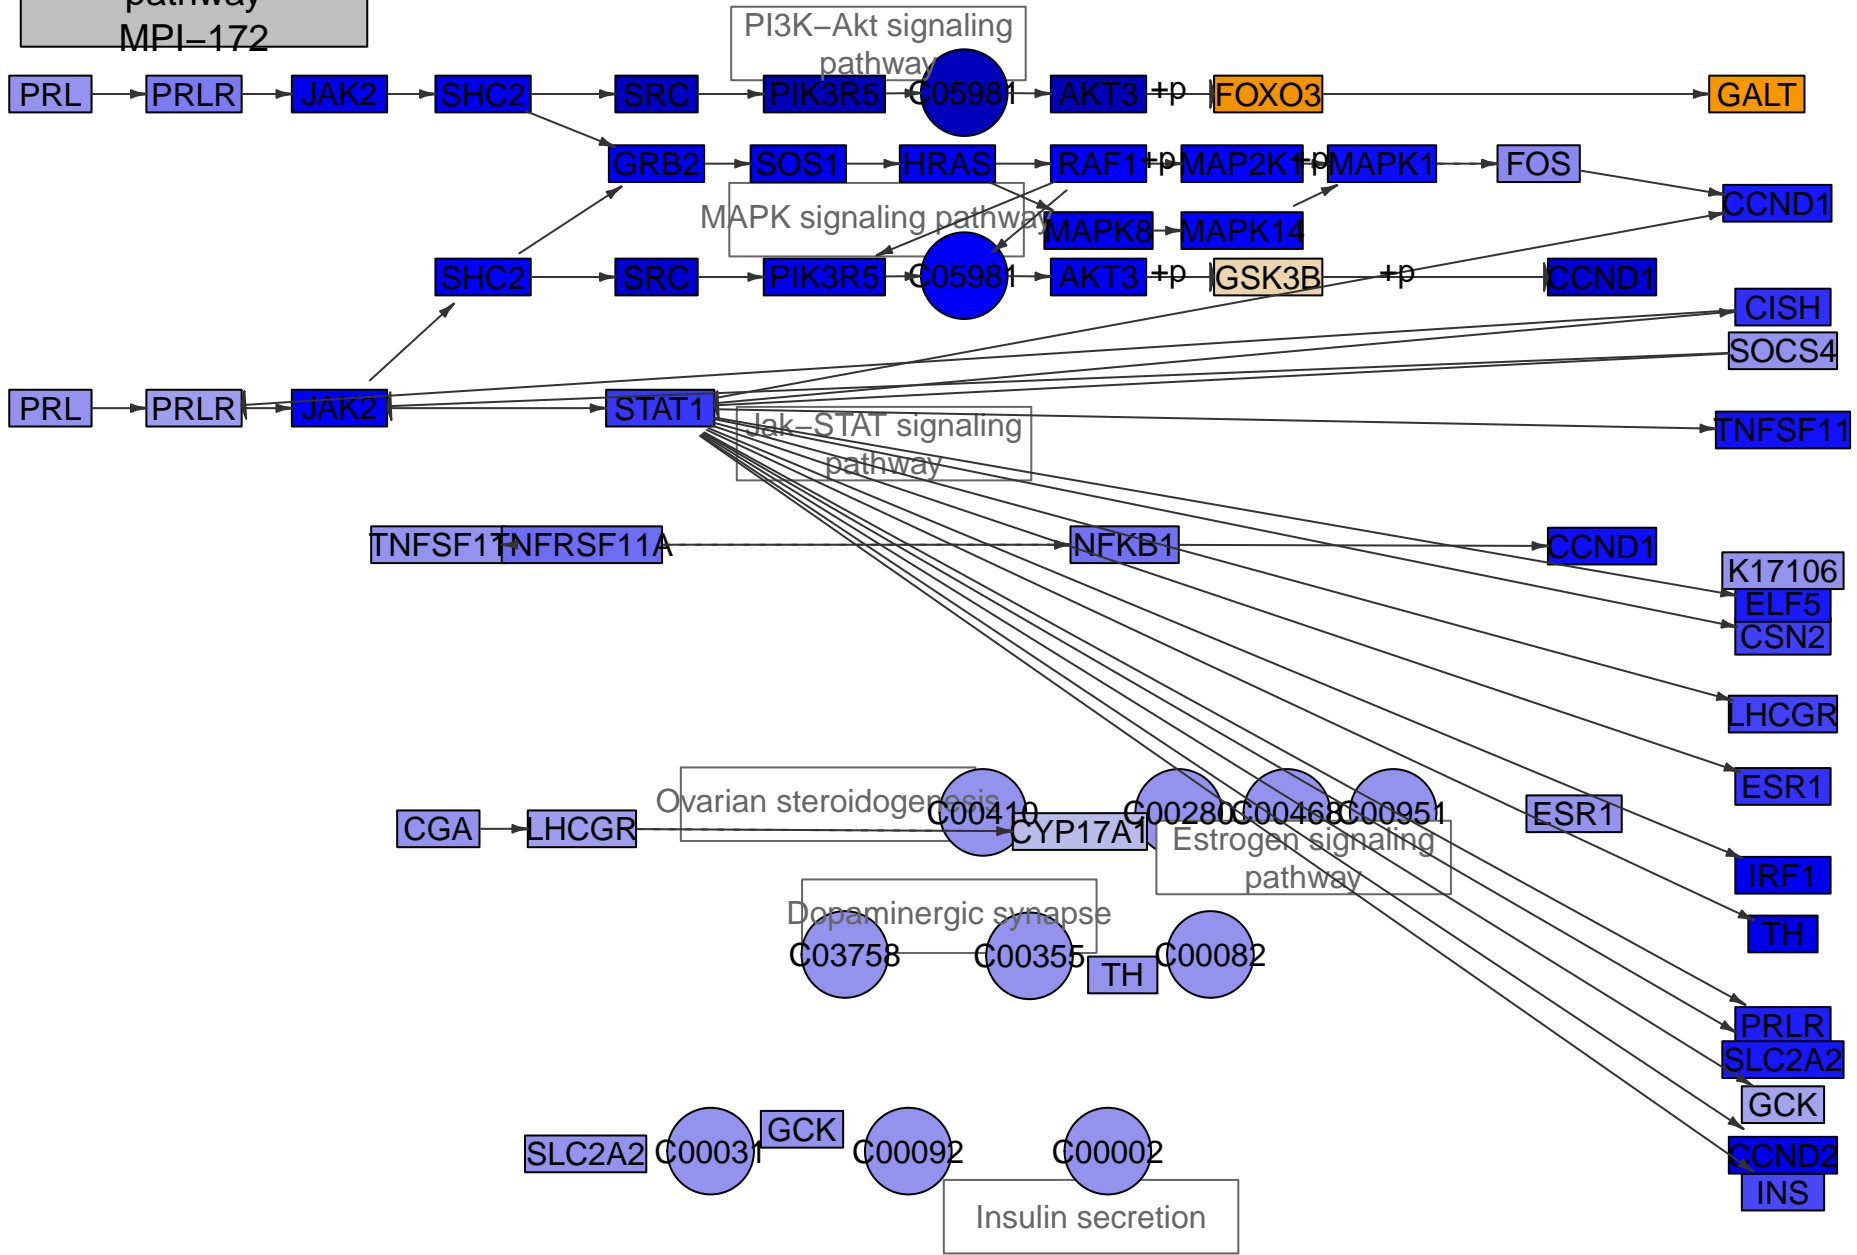 pathway
MPI–172
PI3K–Akt signaling
pathway
PRL
PRLR
JAK2
SHC2
SRC
PIK3R5
C05981
AKT3
+p
FOXO3
GALT
GRB2
SOS1
HRAS
RAF1
+p
MAP2K1
+p
MAPK1
FOS
CCND1
MAPK signaling pathway
MAPK8
MAPK14
SHC2
SRC
PIK3R5
C05981
AKT3
+p
GSK3B
+p
CCND1
CISH
SOCS4
PRL
PRLR
JAK2
STAT1
Jak–STAT signaling
pathway
TNFSF11
TNFSF11
TNFRSF11A
NFKB1
CCND1
K17106
ELF5
CSN2
LHCGR
ESR1
Ovarian steroidogenesis
C00410
C00280
C00468
C00951
ESR1
CGA
LHCGR
CYP17A1
Estrogen signaling
pathway
IRF1
Dopaminergic synapse
TH
C03758
C00355
TH
C00082
PRLR
SLC2A2
GCK
SLC2A2
C00031
GCK
C00092
C00002
CCND2
INS
Insulin secretion